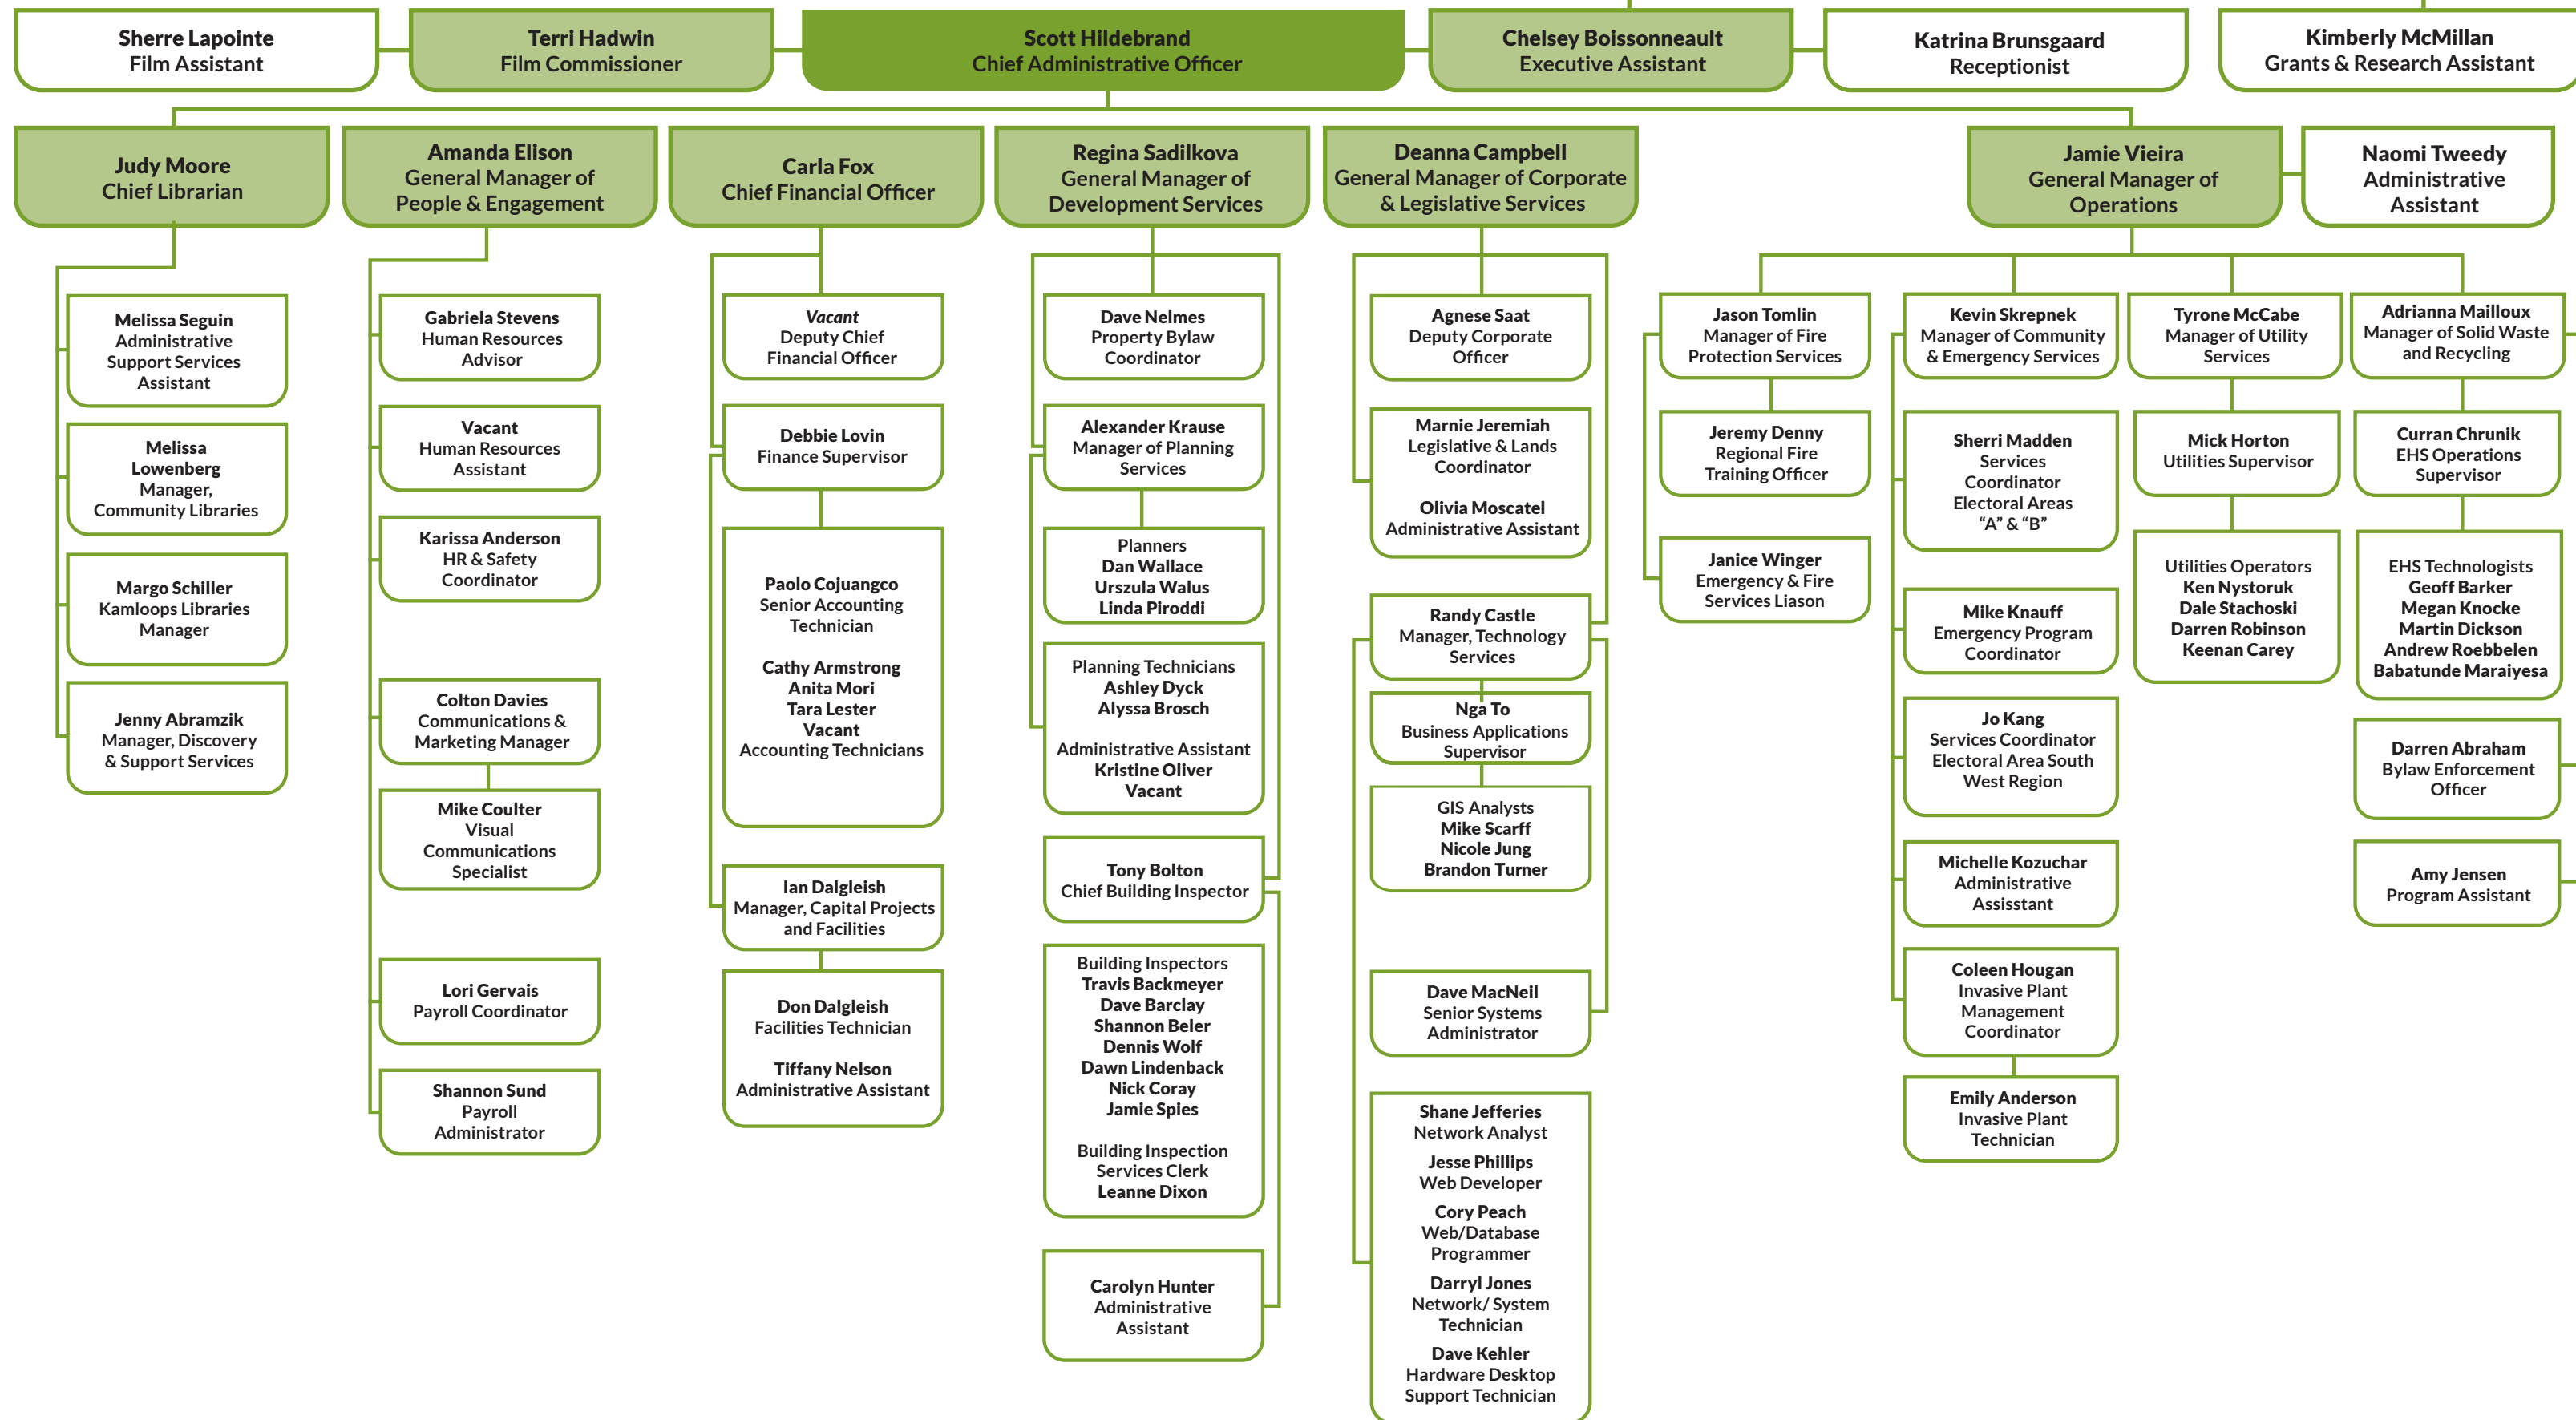 Sherre Lapointe
Film Assistant
Terri Hadwin
Film Commissioner
Scott Hildebrand
Chief Administrative Officer
Chelsey Boissonneault
Executive Assistant
Katrina Brunsgaard
Receptionist
Kimberly McMillan
Grants & Research Assistant
Judy Moore
Chief Librarian
Amanda Elison
General Manager of
People & Engagement
Carla Fox
Chief Financial Officer
Regina Sadilkova
General Manager of
Development Services
Deanna Campbell
General Manager of Corporate
& Legislative Services
Jamie Vieira
General Manager of
Operations
Naomi Tweedy
Administrative
Assistant
Melissa Seguin
Administrative
Support Services
Assistant
Melissa
Lowenberg
Manager,
Community Libraries
Margo Schiller
Kamloops Libraries
Manager
Jenny Abramzik
Manager, Discovery
& Support Services
Gabriela Stevens
Human Resources
Advisor
Vacant
Human Resources
Assistant
Karissa Anderson
HR & Safety
Coordinator
Colton Davies
Communications &
Marketing Manager
Mike Coulter
Visual
Communications
Specialist
Lori Gervais
Payroll Coordinator
Shannon Sund
Payroll
Administrator
Vacant
Deputy Chief
Financial Officer
Debbie Lovin
Finance Supervisor
Paolo Cojuangco
Senior Accounting
Technician
Cathy Armstrong
Anita Mori
Tara Lester
Vacant
Accounting Technicians
Ian Dalgleish
Manager, Capital Projects
and Facilities
Don Dalgleish
Facilities Technician
Tiffany Nelson
Administrative Assistant
Dave Nelmes
Property Bylaw
Coordinator
Alexander Krause
Manager of Planning
Services
Planners
Dan Wallace
Urszula Walus
Linda Piroddi
Planning Technicians
Ashley Dyck
Alyssa Brosch
Administrative Assistant
Kristine Oliver
Vacant
Tony Bolton
Chief Building Inspector
Building Inspectors
Travis Backmeyer
Dave Barclay
Shannon Beler
Dennis Wolf
Dawn Lindenback
Nick Coray
Jamie Spies
Building Inspection
Services Clerk
Leanne Dixon
Carolyn Hunter
Administrative
Assistant
Agnese Saat
Deputy Corporate
Officer
Marnie Jeremiah
Legislative & Lands
Coordinator
Olivia Moscatel
Administrative Assistant
Randy Castle
Manager, Technology
Services
Nga To
Business Applications
Supervisor
GIS Analysts
Mike Scarff
Nicole Jung
Brandon Turner
Dave MacNeil
Senior Systems
Administrator
Shane Jefferies
Network Analyst
Jesse Phillips
Web Developer
Cory Peach
Web/Database
Programmer
Darryl Jones
Network/ System
Technician
Dave Kehler
Hardware Desktop
Support Technician
Jason Tomlin
Manager of Fire
Protection Services
Jeremy Denny
Regional Fire
Training Officer
Janice Winger
Emergency & Fire
Services Liason
Kevin Skrepnek
Manager of Community
& Emergency Services
Sherri Madden
Services
Coordinator
Electoral Areas
“A” & “B”
Mike Knauff
Emergency Program
Coordinator
Jo Kang
Services Coordinator
Electoral Area South
West Region
Michelle Kozuchar
Administrative
Assisstant
Coleen Hougan
Invasive Plant
Management
Coordinator
Emily Anderson
Invasive Plant
Technician
Tyrone McCabe
Manager of Utility
Services
Mick Horton
Utilities Supervisor
Utilities Operators
Ken Nystoruk
Dale Stachoski
Darren Robinson
Keenan Carey
Adrianna Mailloux
Manager of Solid Waste
and Recycling
Curran Chrunik
EHS Operations
Supervisor
EHS Technologists
Geoff Barker
Megan Knocke
Martin Dickson
Andrew Roebbelen
Babatunde Maraiyesa
Darren Abraham
Bylaw Enforcement
Officer
Amy Jensen
Program Assistant